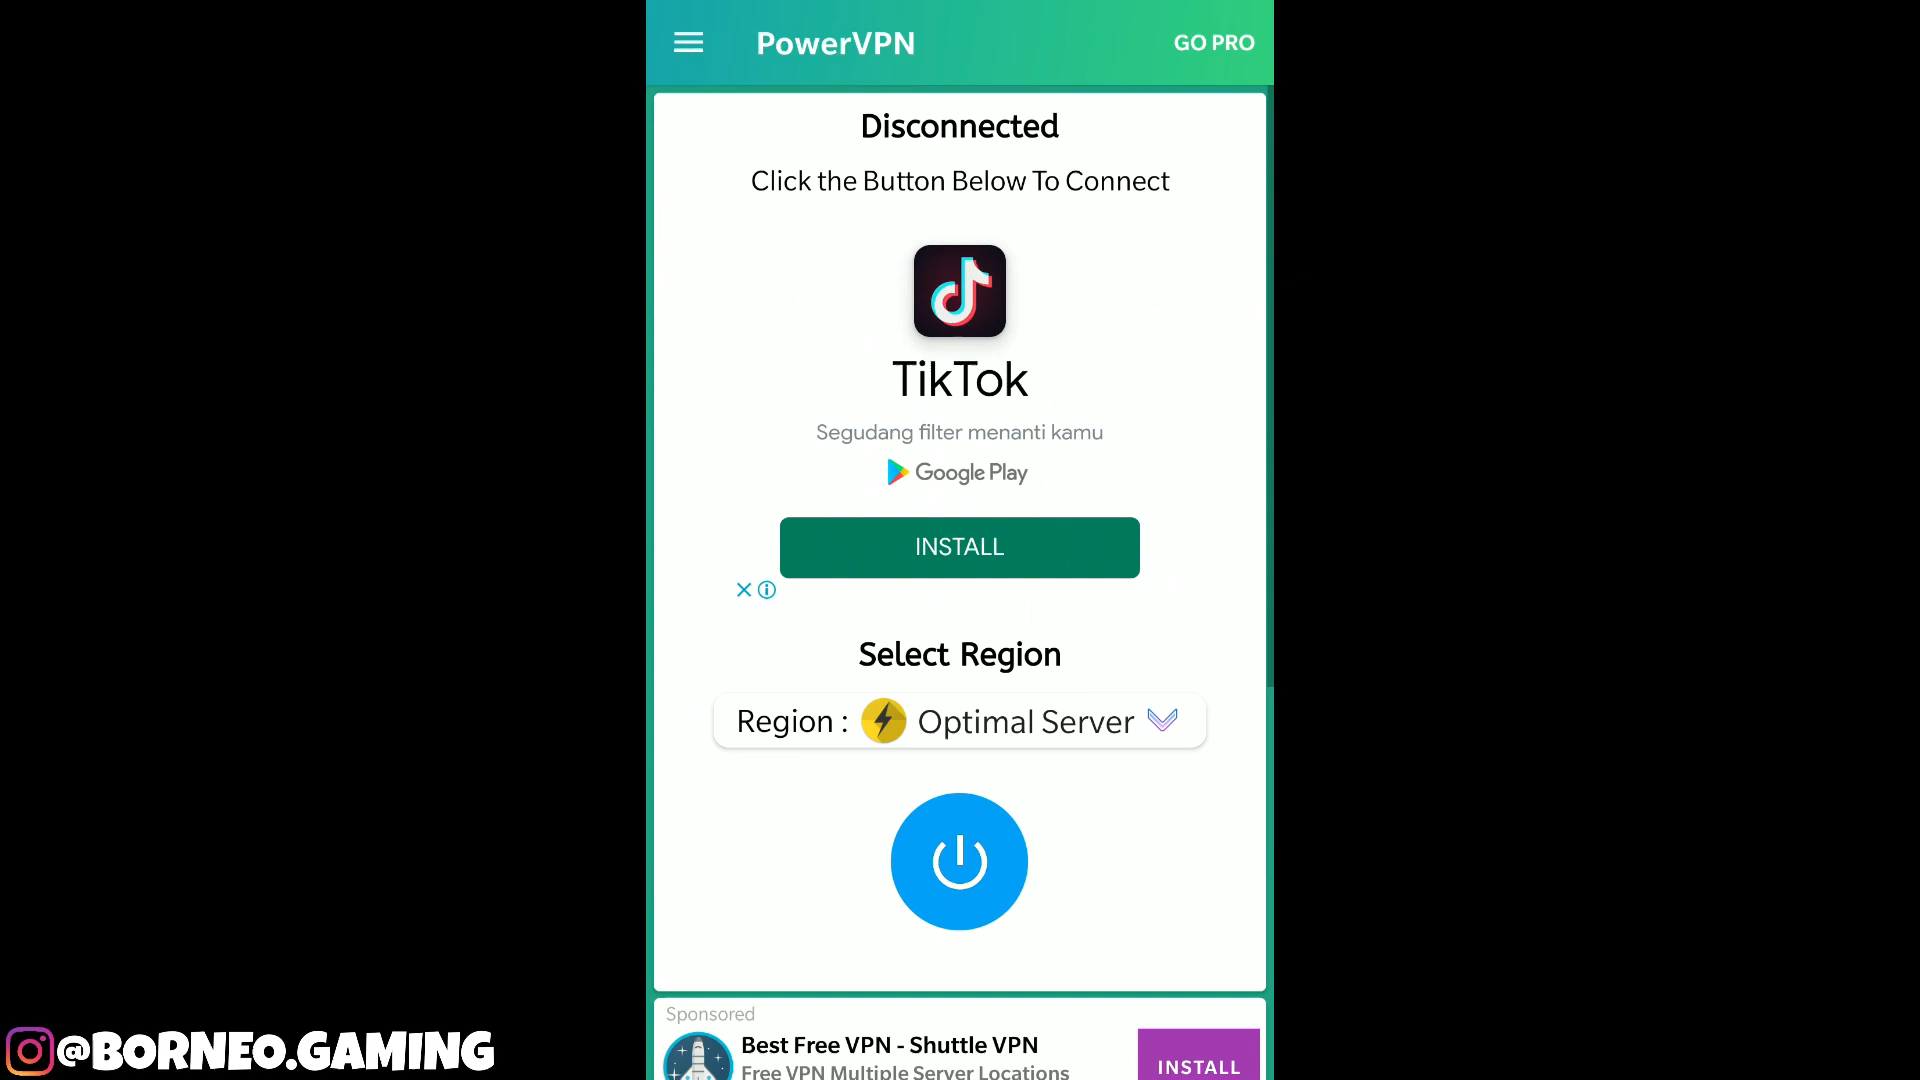 PowerVPN
GO PRO
Disconnected
Click the Button Below To Connect
TikTok
Segudang filter menanti kamu
Google Play
INSTALL
Select Region
Region : Optimal Server
Sponsored
Best Free VPN - Shuttle VPN
Free VPN Multiple Server Locations
INSTALL
@BORNEO.GAMING